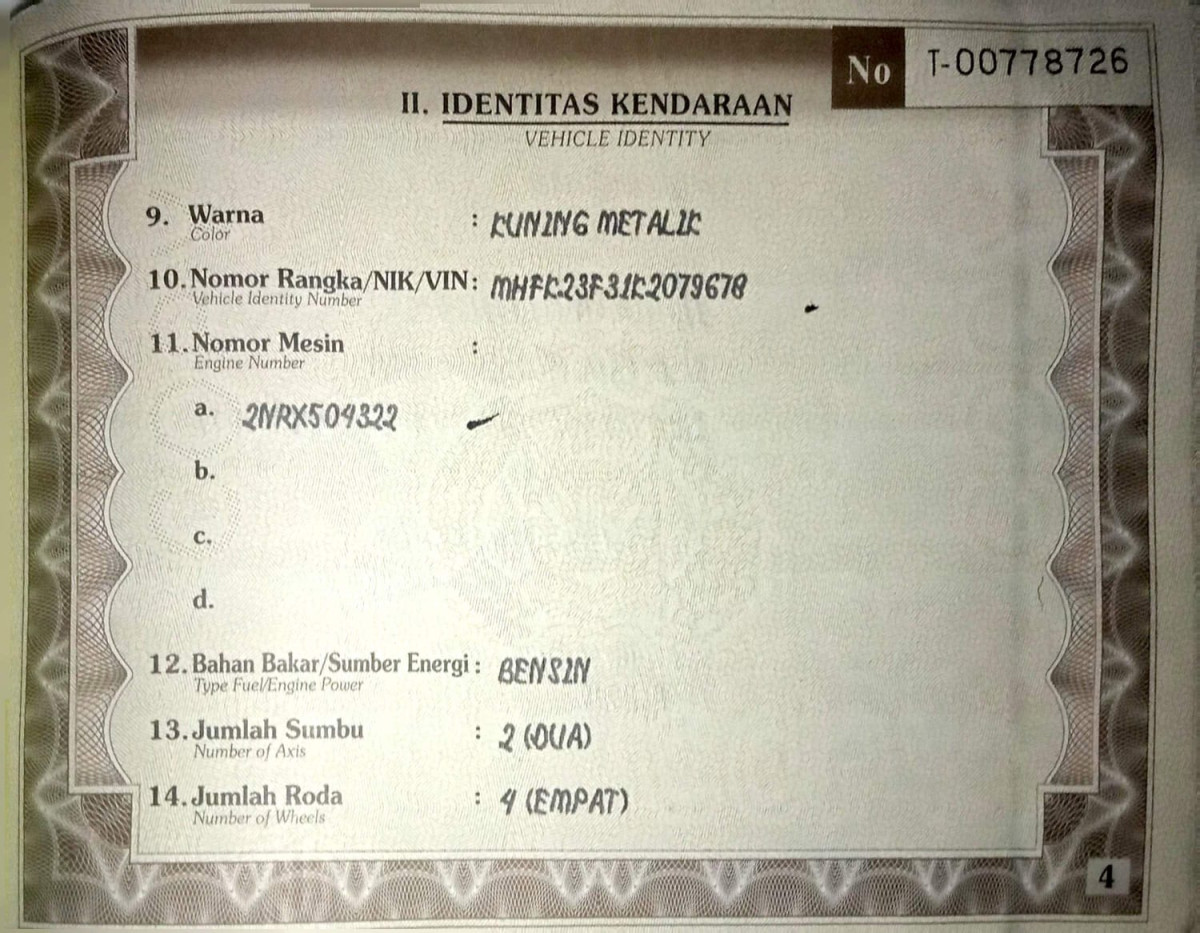 No T-00778726
II. IDENTITAS KENDARAAN
VEHICLE IDENTITY
9. Warna : KUNING METALIK
Color
10. Nomor Rangka/NIK/VIN : MHFK23F31K2079678
Vehicle Identity Number
11. Nomor Mesin :
Engine Number
a. 2NRX504322
b.
c.
d.
12. Bahan Bakar/Sumber Energi : BENSIN
Type Fuel/Engine Power
13. Jumlah Sumbu : 2 (DUA)
Number of Axis
14. Jumlah Roda : 4 (EMPAT)
Number of Wheels
4